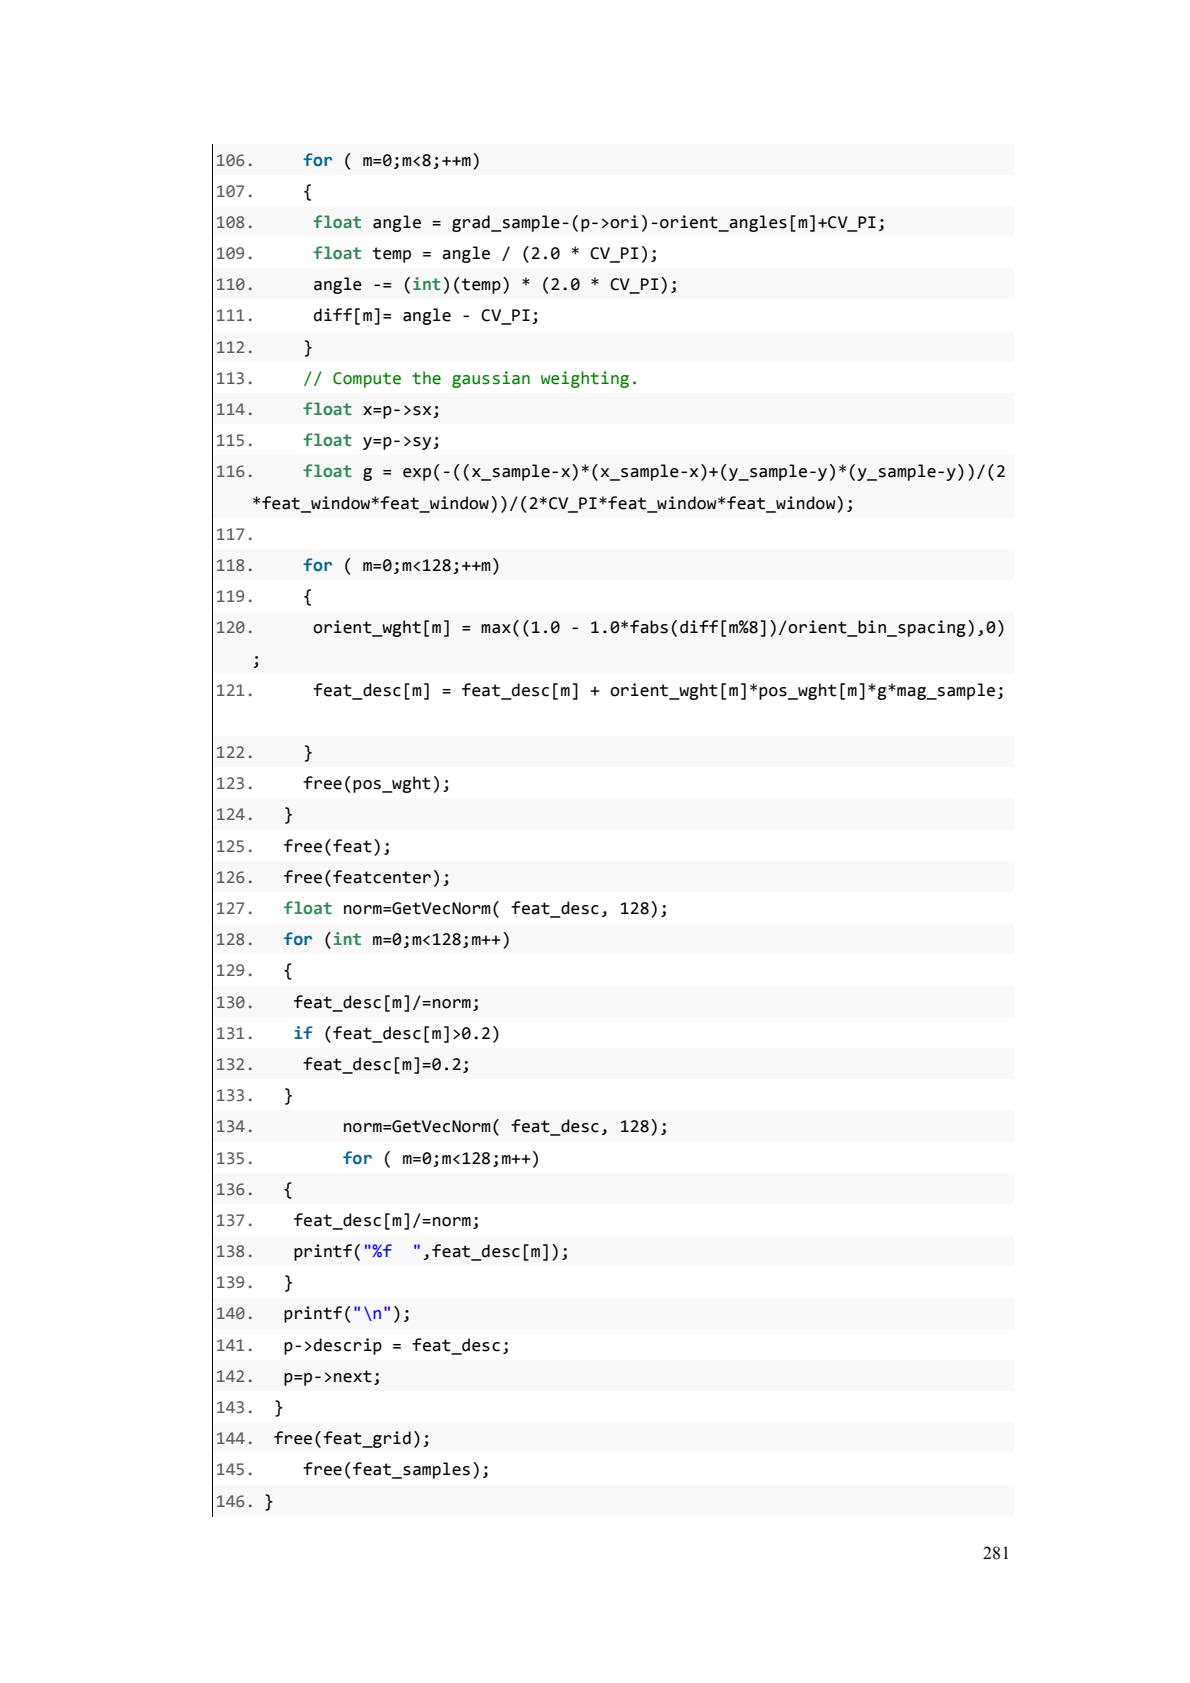 106.     for ( m=0;m<8;++m)
107.     {
108.      float angle = grad_sample-(p->ori)-orient_angles[m]+CV_PI;
109.      float temp = angle / (2.0 * CV_PI);
110.      angle -= (int)(temp) * (2.0 * CV_PI);
111.      diff[m]= angle - CV_PI;
112.     }
113.     // Compute the gaussian weighting.
114.     float x=p->sx;
115.     float y=p->sy;
116.     float g = exp(-((x_sample-x)*(x_sample-x)+(y_sample-y)*(y_sample-y))/(2
*feat_window*feat_window))/(2*CV_PI*feat_window*feat_window);
117.
118.     for ( m=0;m<128;++m)
119.     {
120.      orient_wght[m] = max((1.0 - 1.0*fabs(diff[m%8])/orient_bin_spacing),0)
;
121.      feat_desc[m] = feat_desc[m] + orient_wght[m]*pos_wght[m]*g*mag_sample;
122.     }
123.     free(pos_wght);
124.   }
125.   free(feat);
126.   free(featcenter);
127.   float norm=GetVecNorm( feat_desc, 128);
128.   for (int m=0;m<128;m++)
129.   {
130.    feat_desc[m]/=norm;
131.    if (feat_desc[m]>0.2)
132.     feat_desc[m]=0.2;
133.   }
134.         norm=GetVecNorm( feat_desc, 128);
135.         for ( m=0;m<128;m++)
136.   {
137.    feat_desc[m]/=norm;
138.    printf("%f  ",feat_desc[m]);
139.   }
140.   printf("\n");
141.   p->descrip = feat_desc;
142.   p=p->next;
143.  }
144.  free(feat_grid);
145.     free(feat_samples);
146. }
281